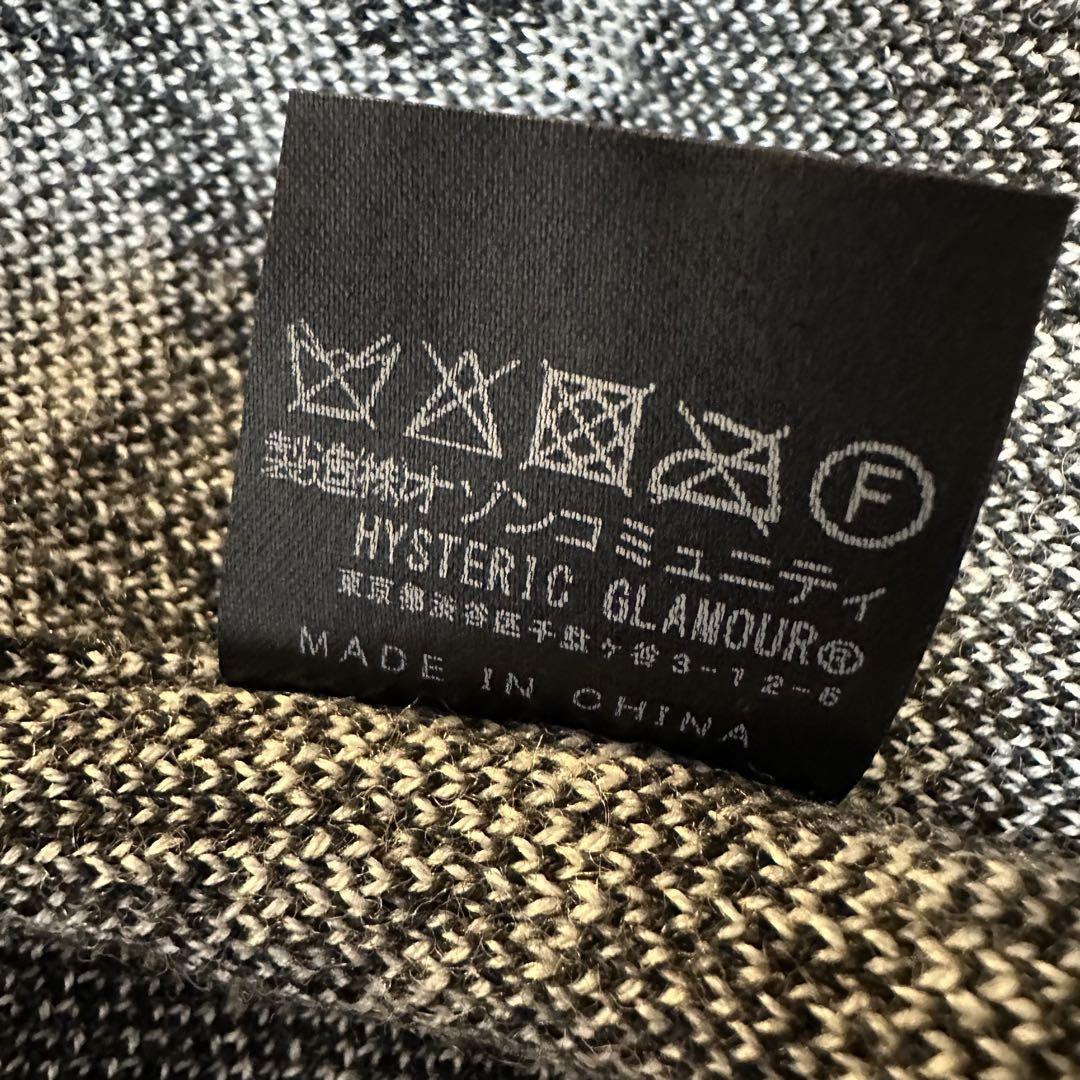 F
製造㈱オゾンコミュニティ
HYSTERIC GLAMOUR®
東京都渋谷区千駄ヶ谷3-12-6
MADE IN CHINA